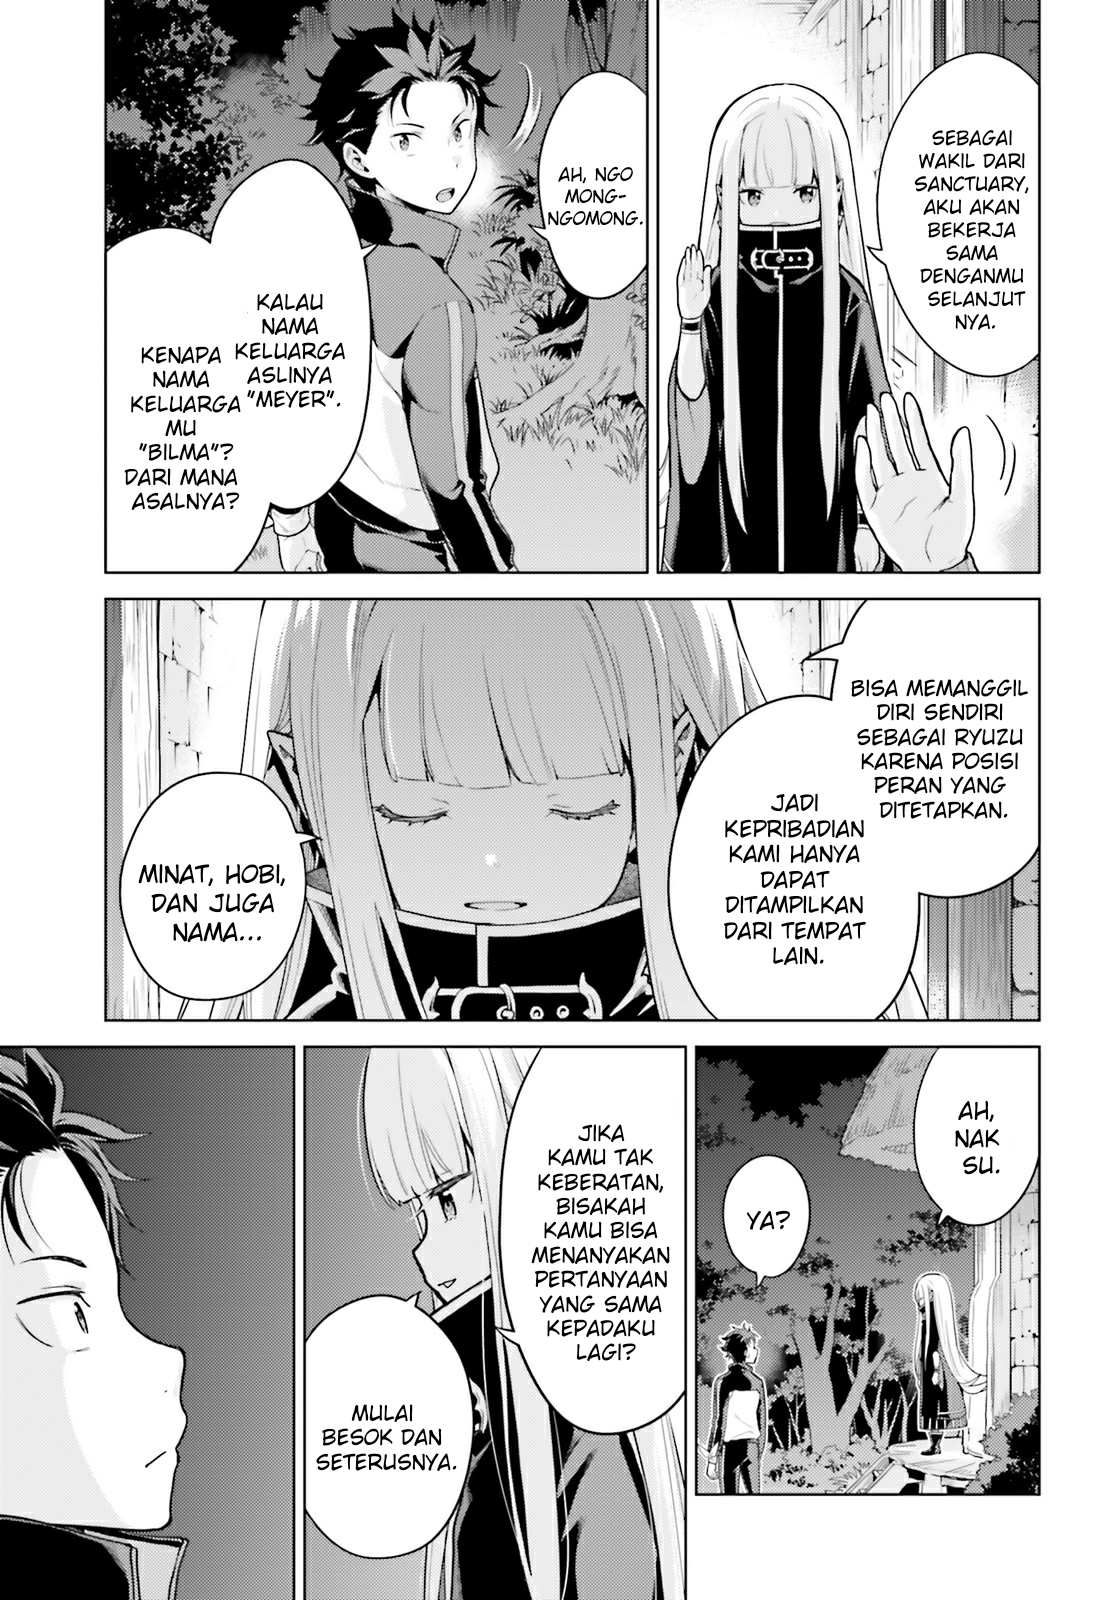 SEBAGAI
WAKIL DARI
SANCTUARY,
AKU AKAN
BEKERJA
SAMA
DENGANMU
SELANJUT
NYA.
AH, NGO
MONG-
NGOMONG.
KALAU
NAMA
KELUARGA
ASLINYA
"MEYER".
KENAPA
NAMA
KELUARGA
MU
"BILMA"?
DARI MANA
ASALNYA?
BISA MEMANGGIL
DIRI SENDIRI
SEBAGAI RYUZU
KARENA POSISI
PERAN YANG
DITETAPKAN.
JADI
KEPRIBADIAN
KAMI HANYA
DAPAT
DITAMPILKAN
DARI TEMPAT
LAIN.
MINAT, HOBI,
DAN JUGA
NAMA...
AH,
NAK
SU.
YA?
JIKA
KAMU TAK
KEBERATAN,
BISAKAH
KAMU BISA
MENANYAKAN
PERTANYAAN
YANG SAMA
KEPADAKU
LAGI?
MULAI
BESOK DAN
SETERUSNYA.